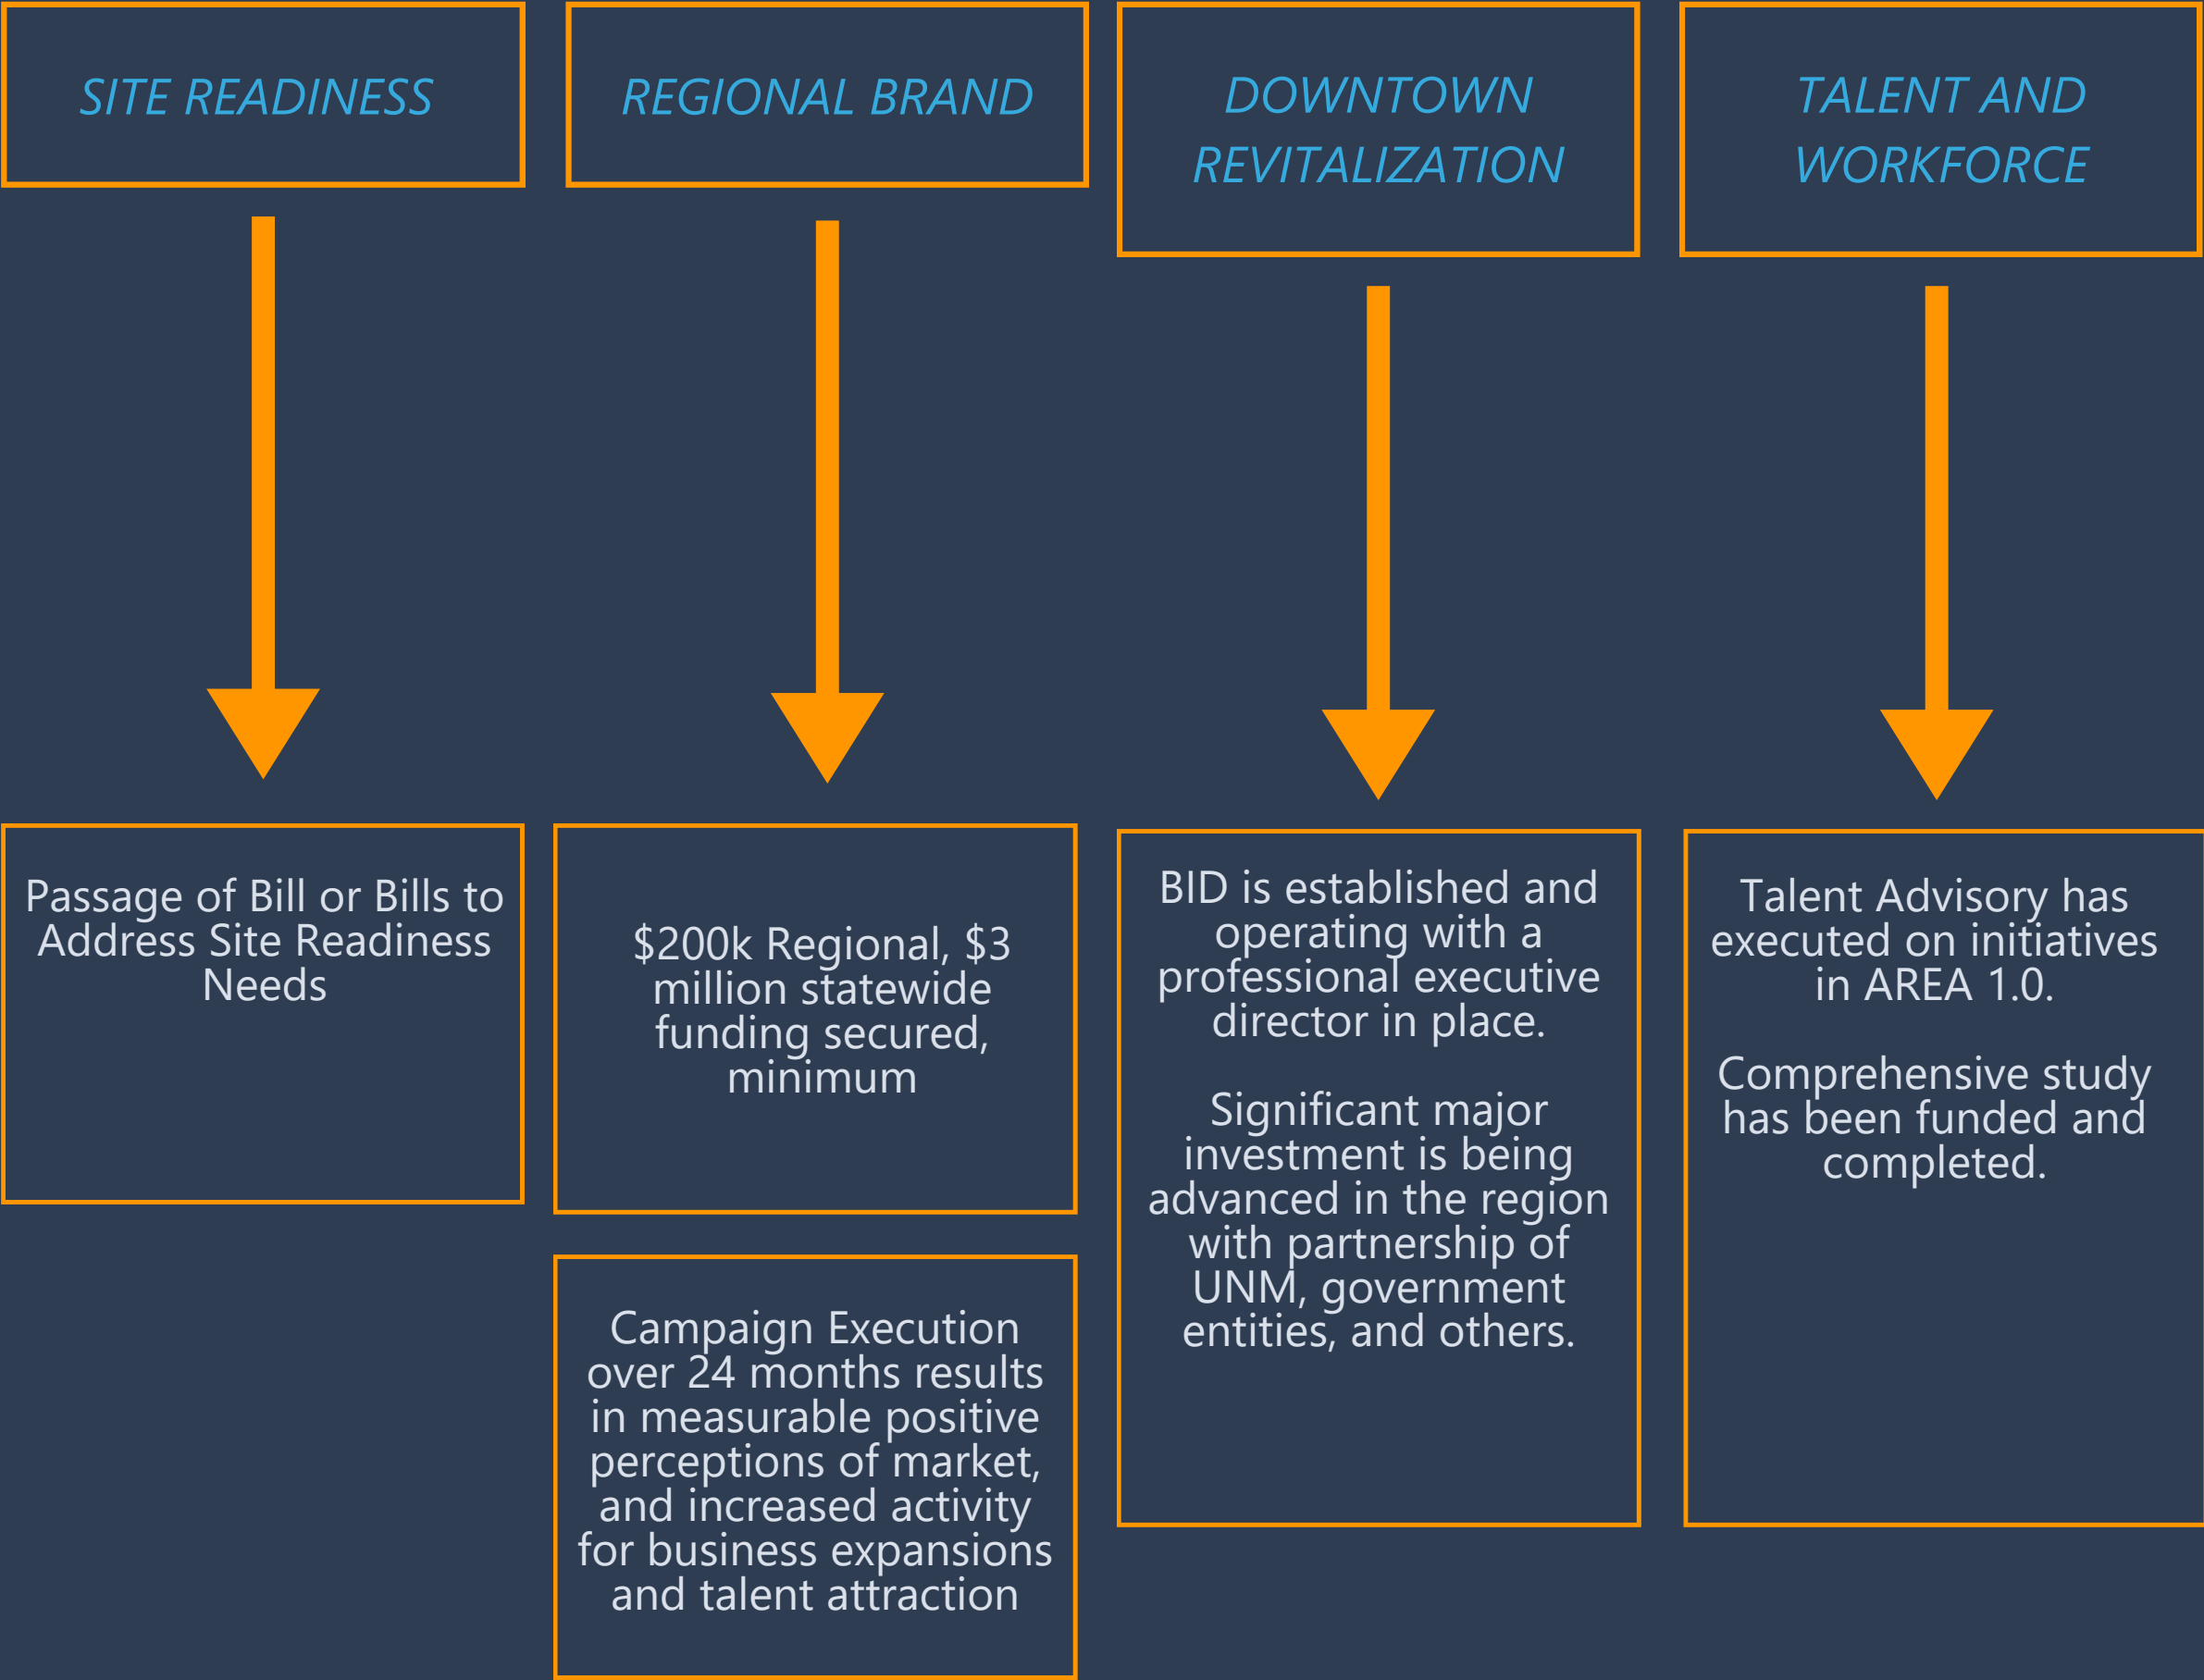 SITE READINESS
REGIONAL BRAND
DOWNTOWN
REVITALIZATION
TALENT AND
WORKFORCE
Passage of Bill or Bills to
Address Site Readiness
Needs
$200k Regional, $3
million statewide
funding secured,
minimum
Campaign Execution
over 24 months results
in measurable positive
perceptions of market,
and increased activity
for business expansions
and talent attraction
BID is established and
operating with a
professional executive
director in place.
Significant major
investment is being
advanced in the region
with partnership of
UNM, government
entities, and others.
Talent Advisory has
executed on initiatives
in AREA 1.0.
Comprehensive study
has been funded and
completed.